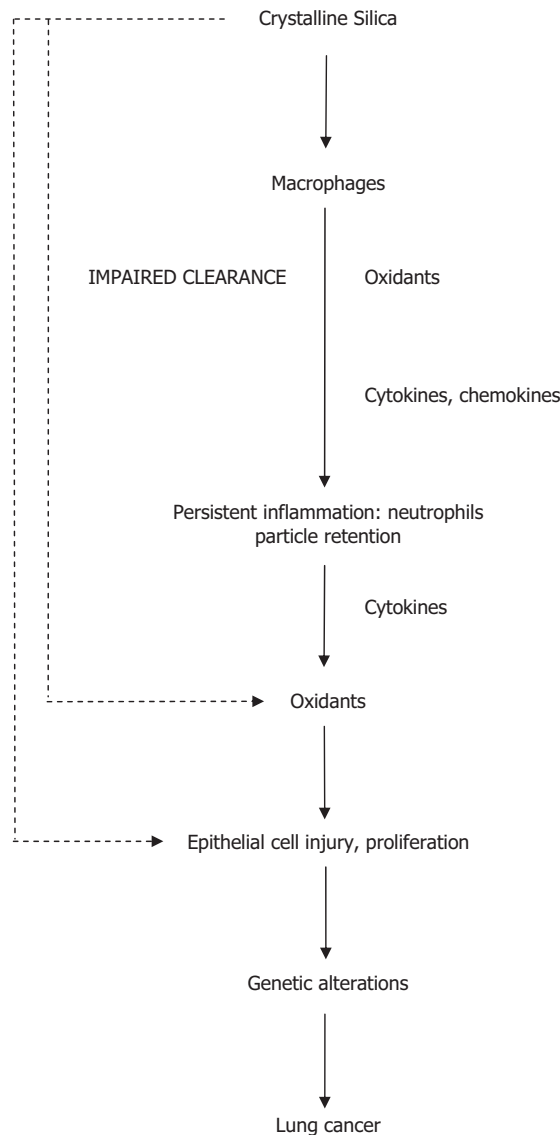 Crystalline Silica
Macrophages
IMPAIRED CLEARANCE
Oxidants
Cytokines, chemokines
Persistent inflammation: neutrophils
particle retention
Cytokines
Oxidants
Epithelial cell injury, proliferation
Genetic alterations
Lung cancer